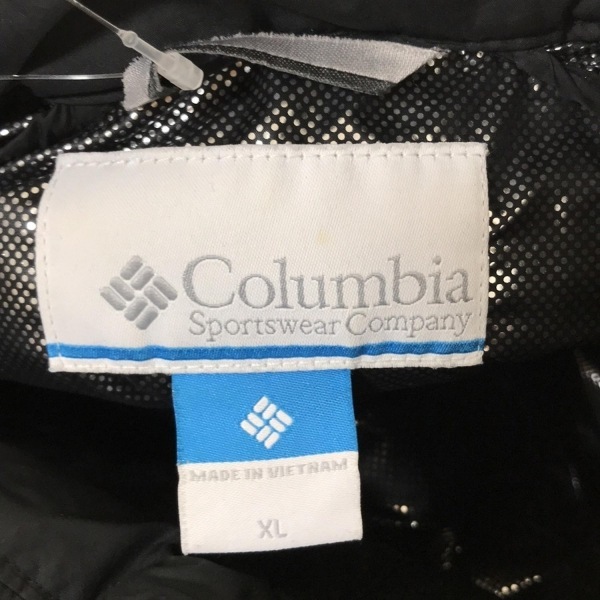 Columbia
Sportswear Company
MADE IN VIETNAM
XL